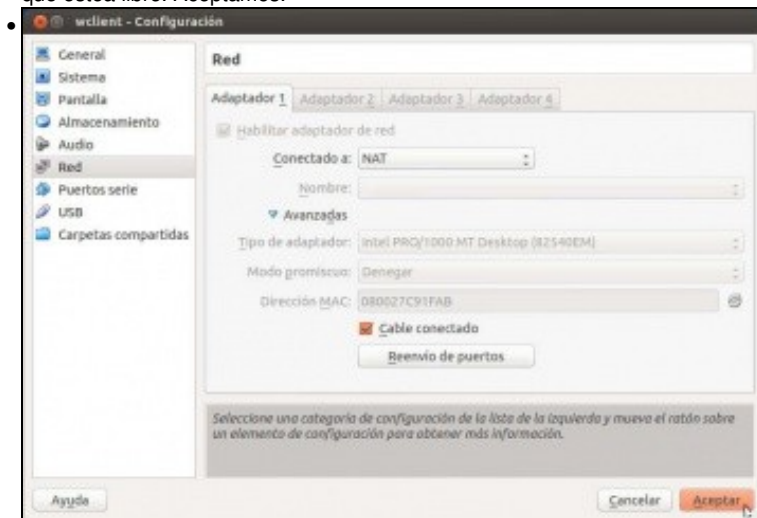 que estea libre. Aceptamos.
wclient - Configuración
General
Sistema
Pantalla
Almacenamiento
Audio
Red
Puertos serie
USB
Carpetas compartidas
Red
Adaptador 1 Adaptador 2 Adaptador 3 Adaptador 4
Habilitar adaptador de red
Conectado a: NAT
Nombre:
Avanzadas
Tipo de adaptador: Intel PRO/1000 MT Desktop (82540EM)
Modo promiscuo: Denegar
Dirección MAC: 080027C91FAB
Cable conectado
Reenvío de puertos
Seleccione una categoría de configuración de la lista de la izquierda y mueva el ratón sobre
un elemento de configuración para obtener más información.
Ayuda Cancelar Aceptar